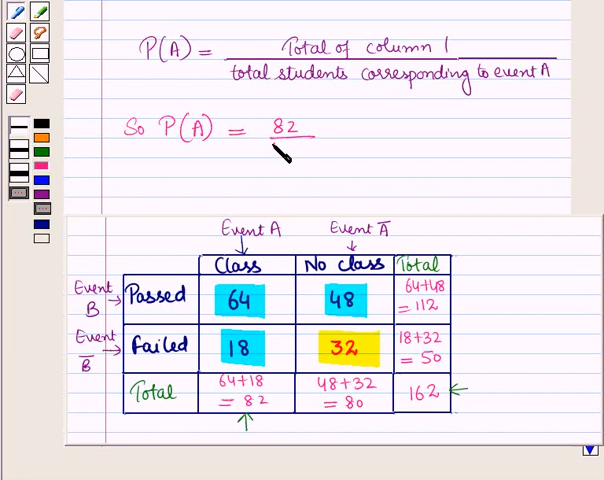 P(A) = Total of column 1
total students corresponding to event A
So P(A) = 82
Event A Event A̅
Class No class Total
Event B → Passed 64 48 64+48 = 112
Event B̅ → Failed 18 32 18+32 = 50
Total 64+18 = 82 48+32 = 80 162